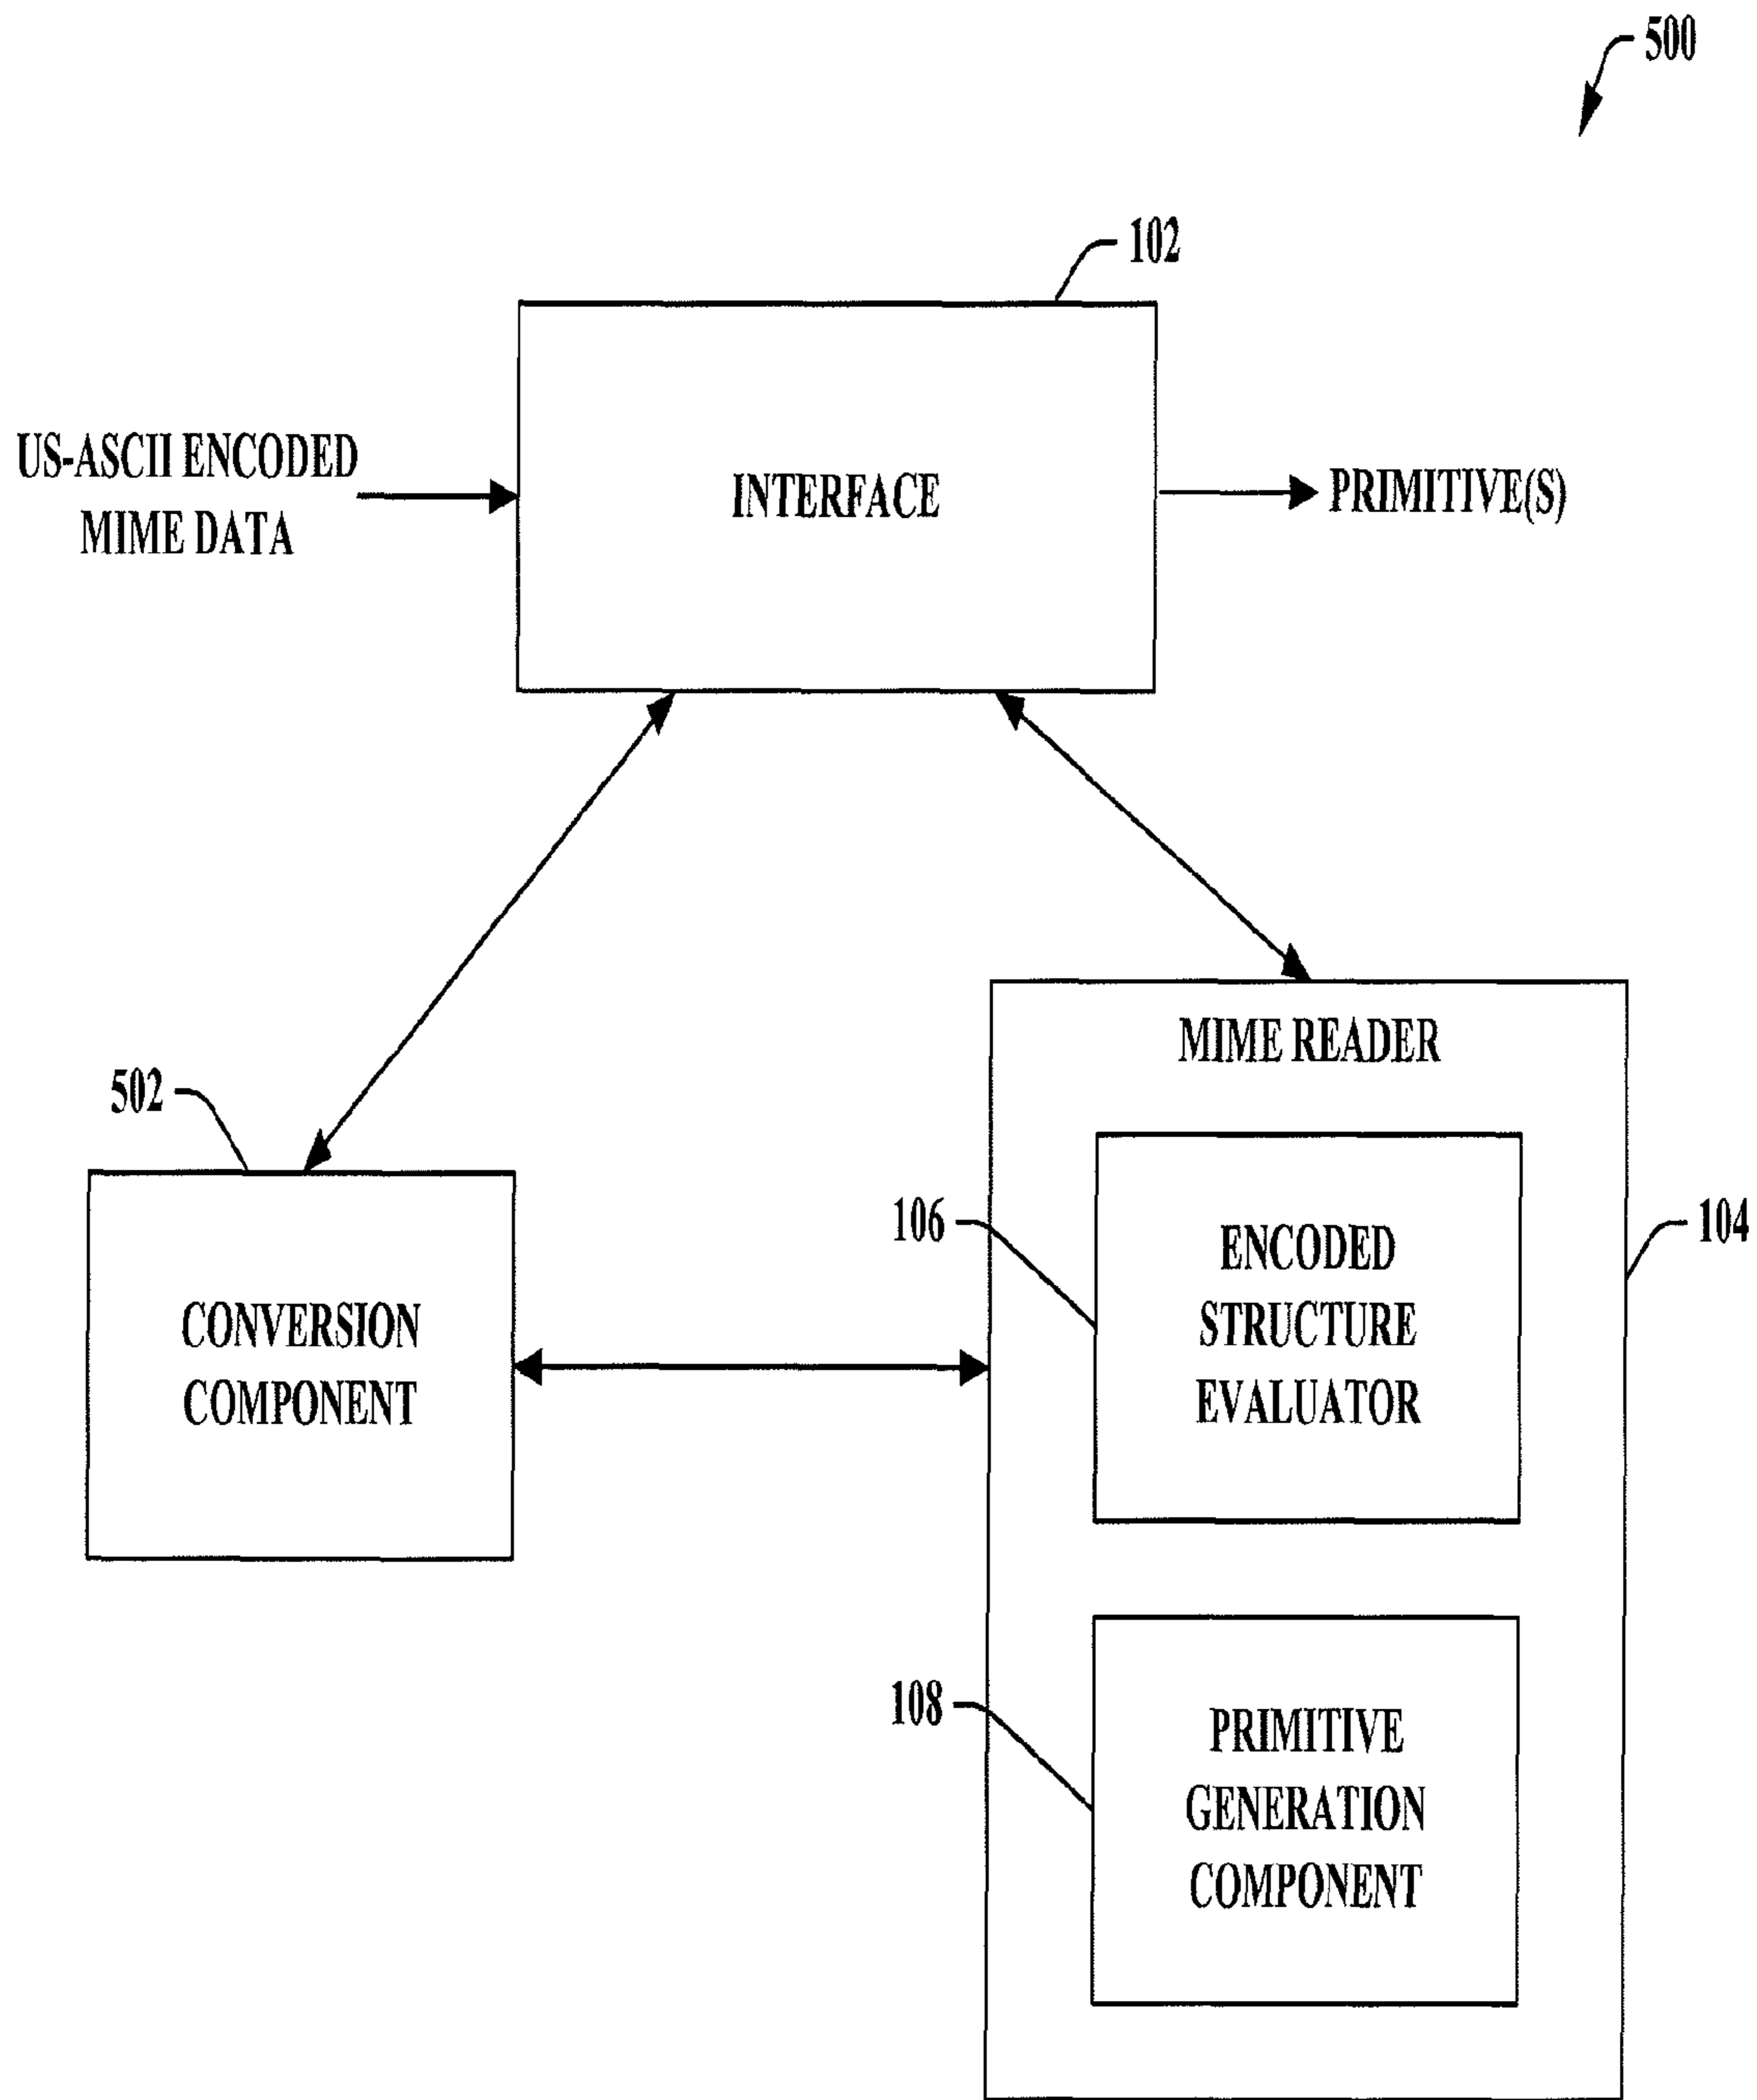 500
102
US-ASCII ENCODED
MIME DATA
INTERFACE
PRIMITIVE(S)
MIME READER
502
106
ENCODED
STRUCTURE
EVALUATOR
104
CONVERSION
COMPONENT
108
PRIMITIVE
GENERATION
COMPONENT